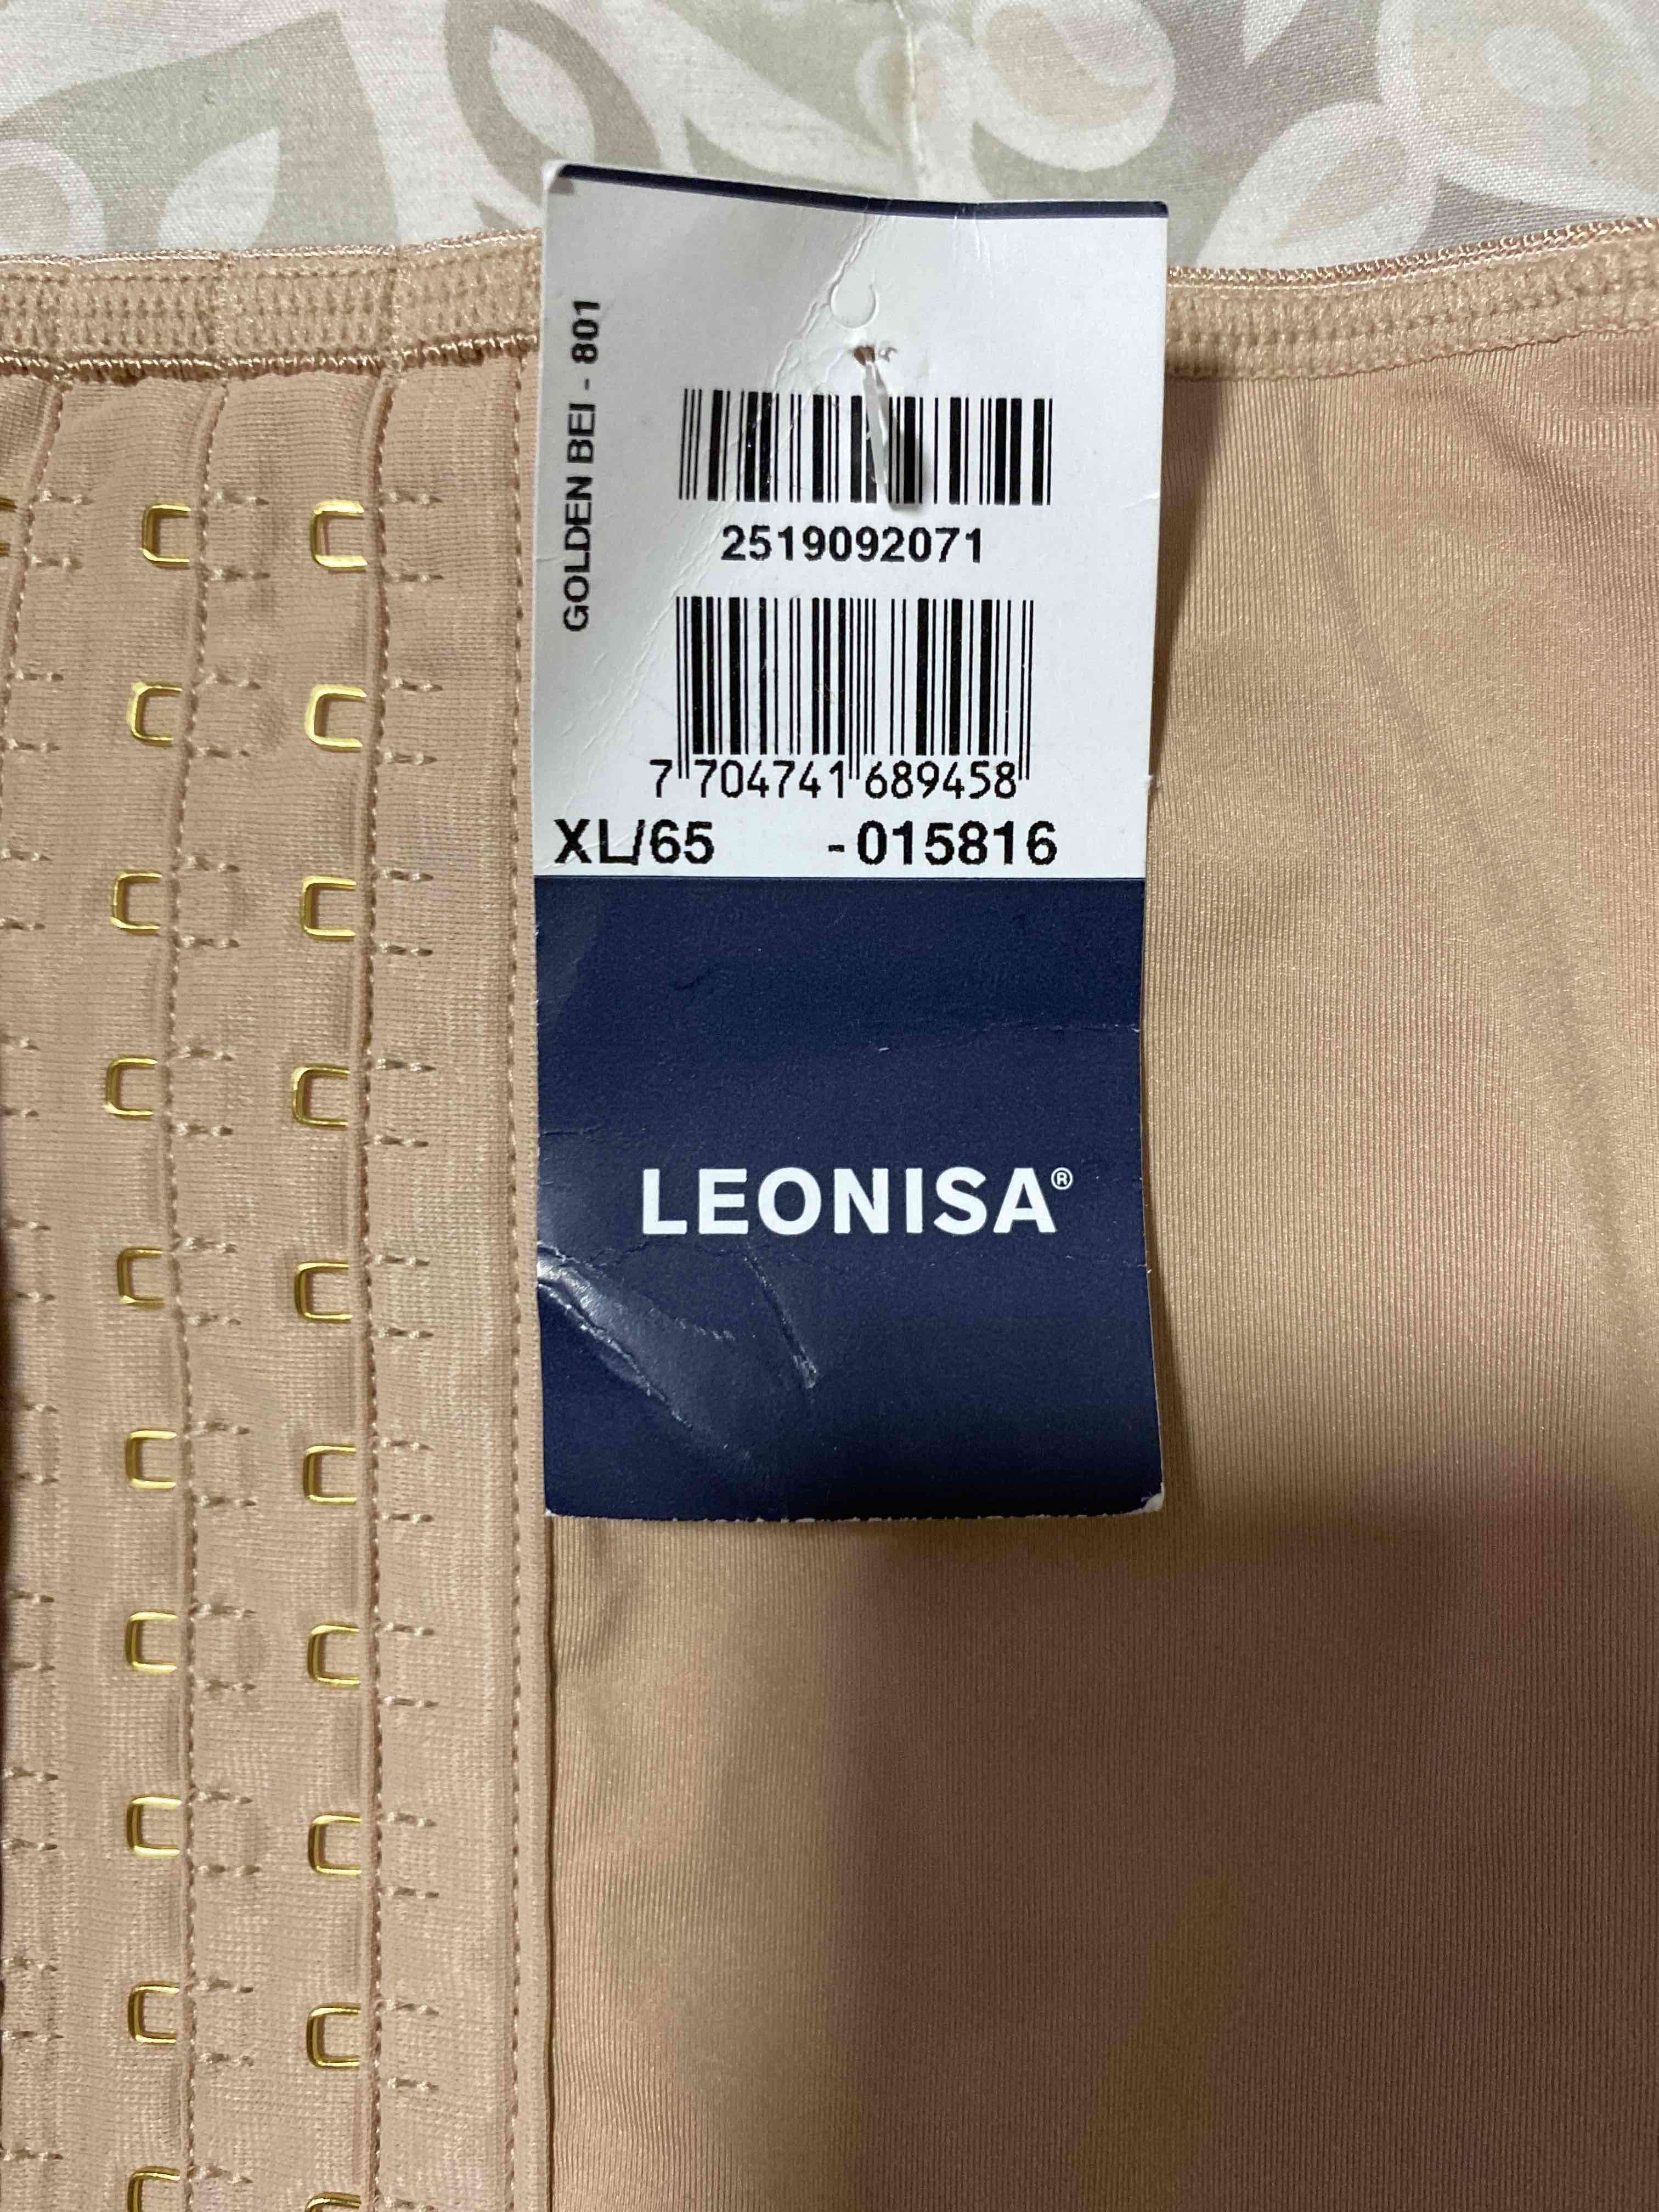 GOLDEN BEI - 801
2519092071
7 704741 689458
XL/65 -015816
LEONISA®